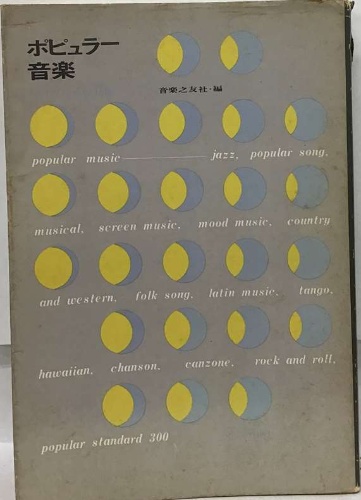 ポピュラー
音楽
音楽之友社・編
popular music jazz, popular song,
musical, screen music, mood music, country
and western, folk song, latin music, tango,
hawaiian, chanson, canzone, rock and roll,
popular standard 300